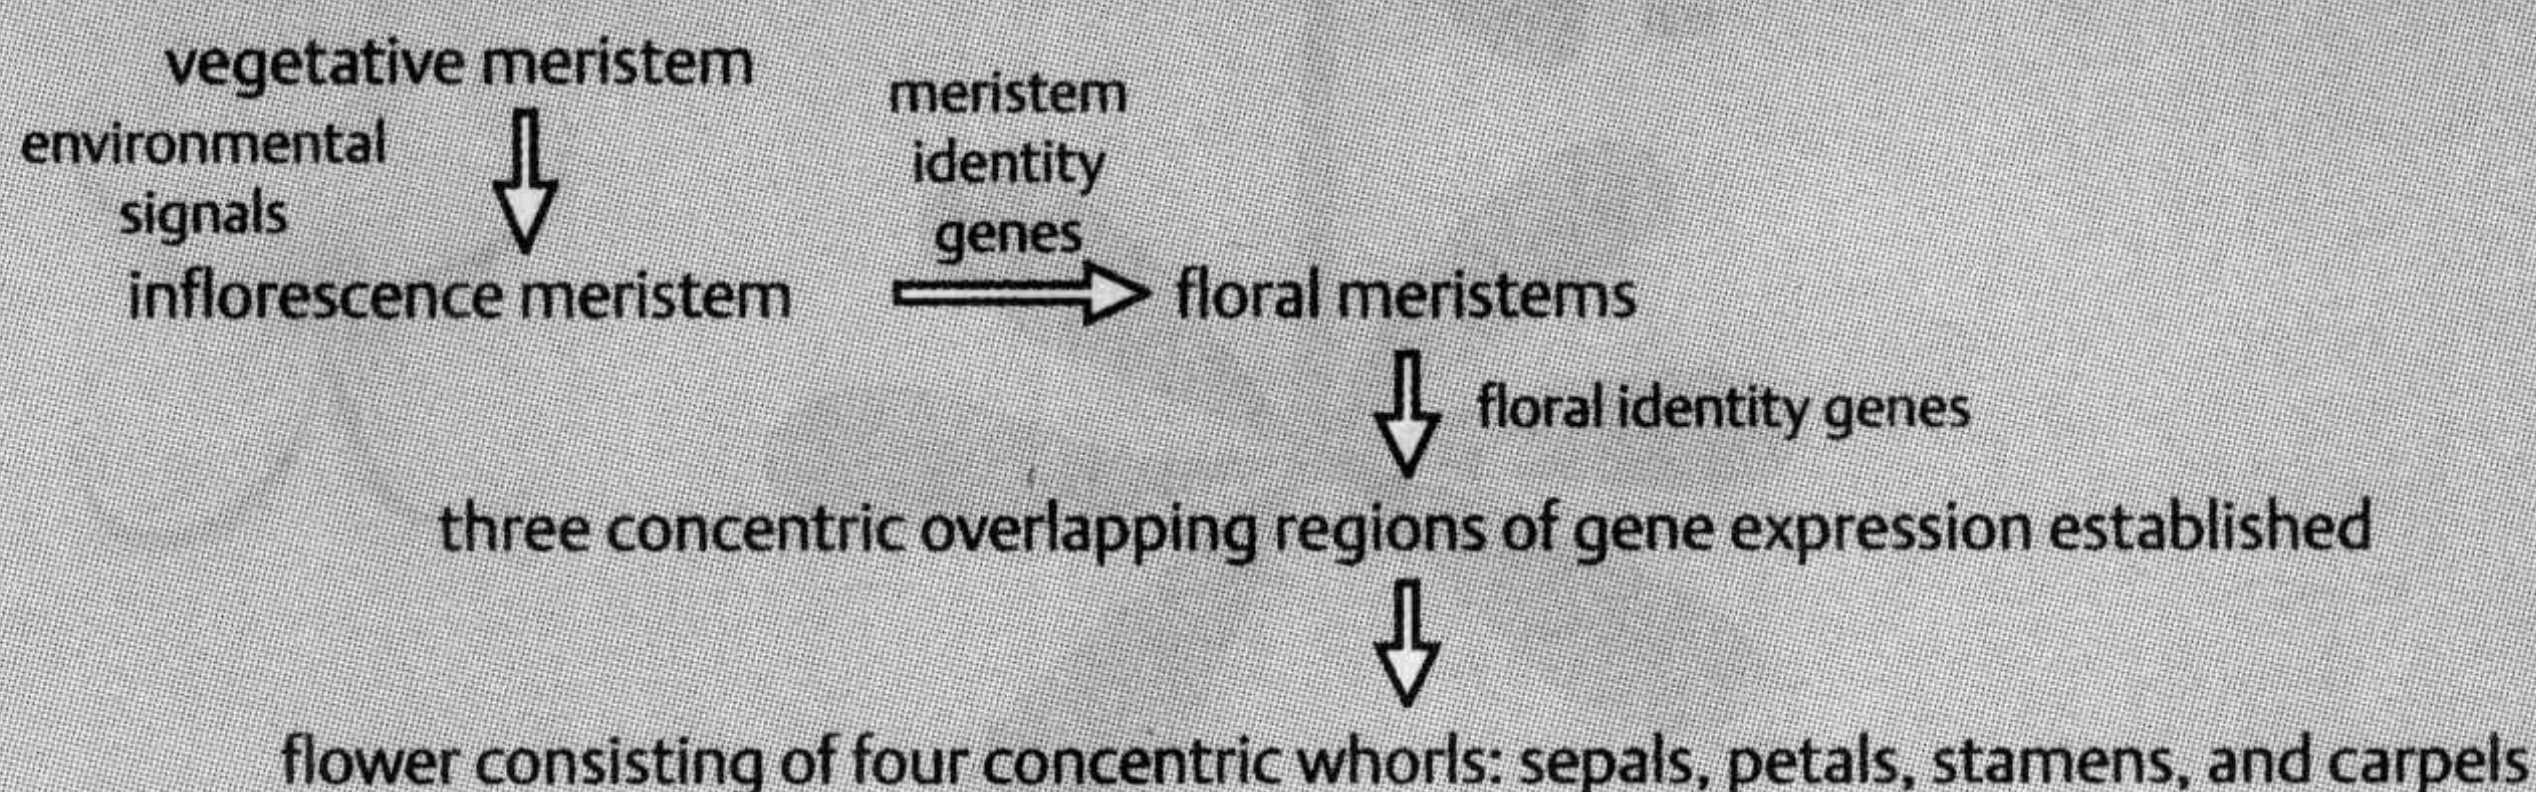 vegetative meristem
environmental
signals
meristem
identity
genes
inflorescence meristem
floral meristems
floral identity genes
three concentric overlapping regions of gene expression established
flower consisting of four concentric whorls: sepals, petals, stamens, and carpels